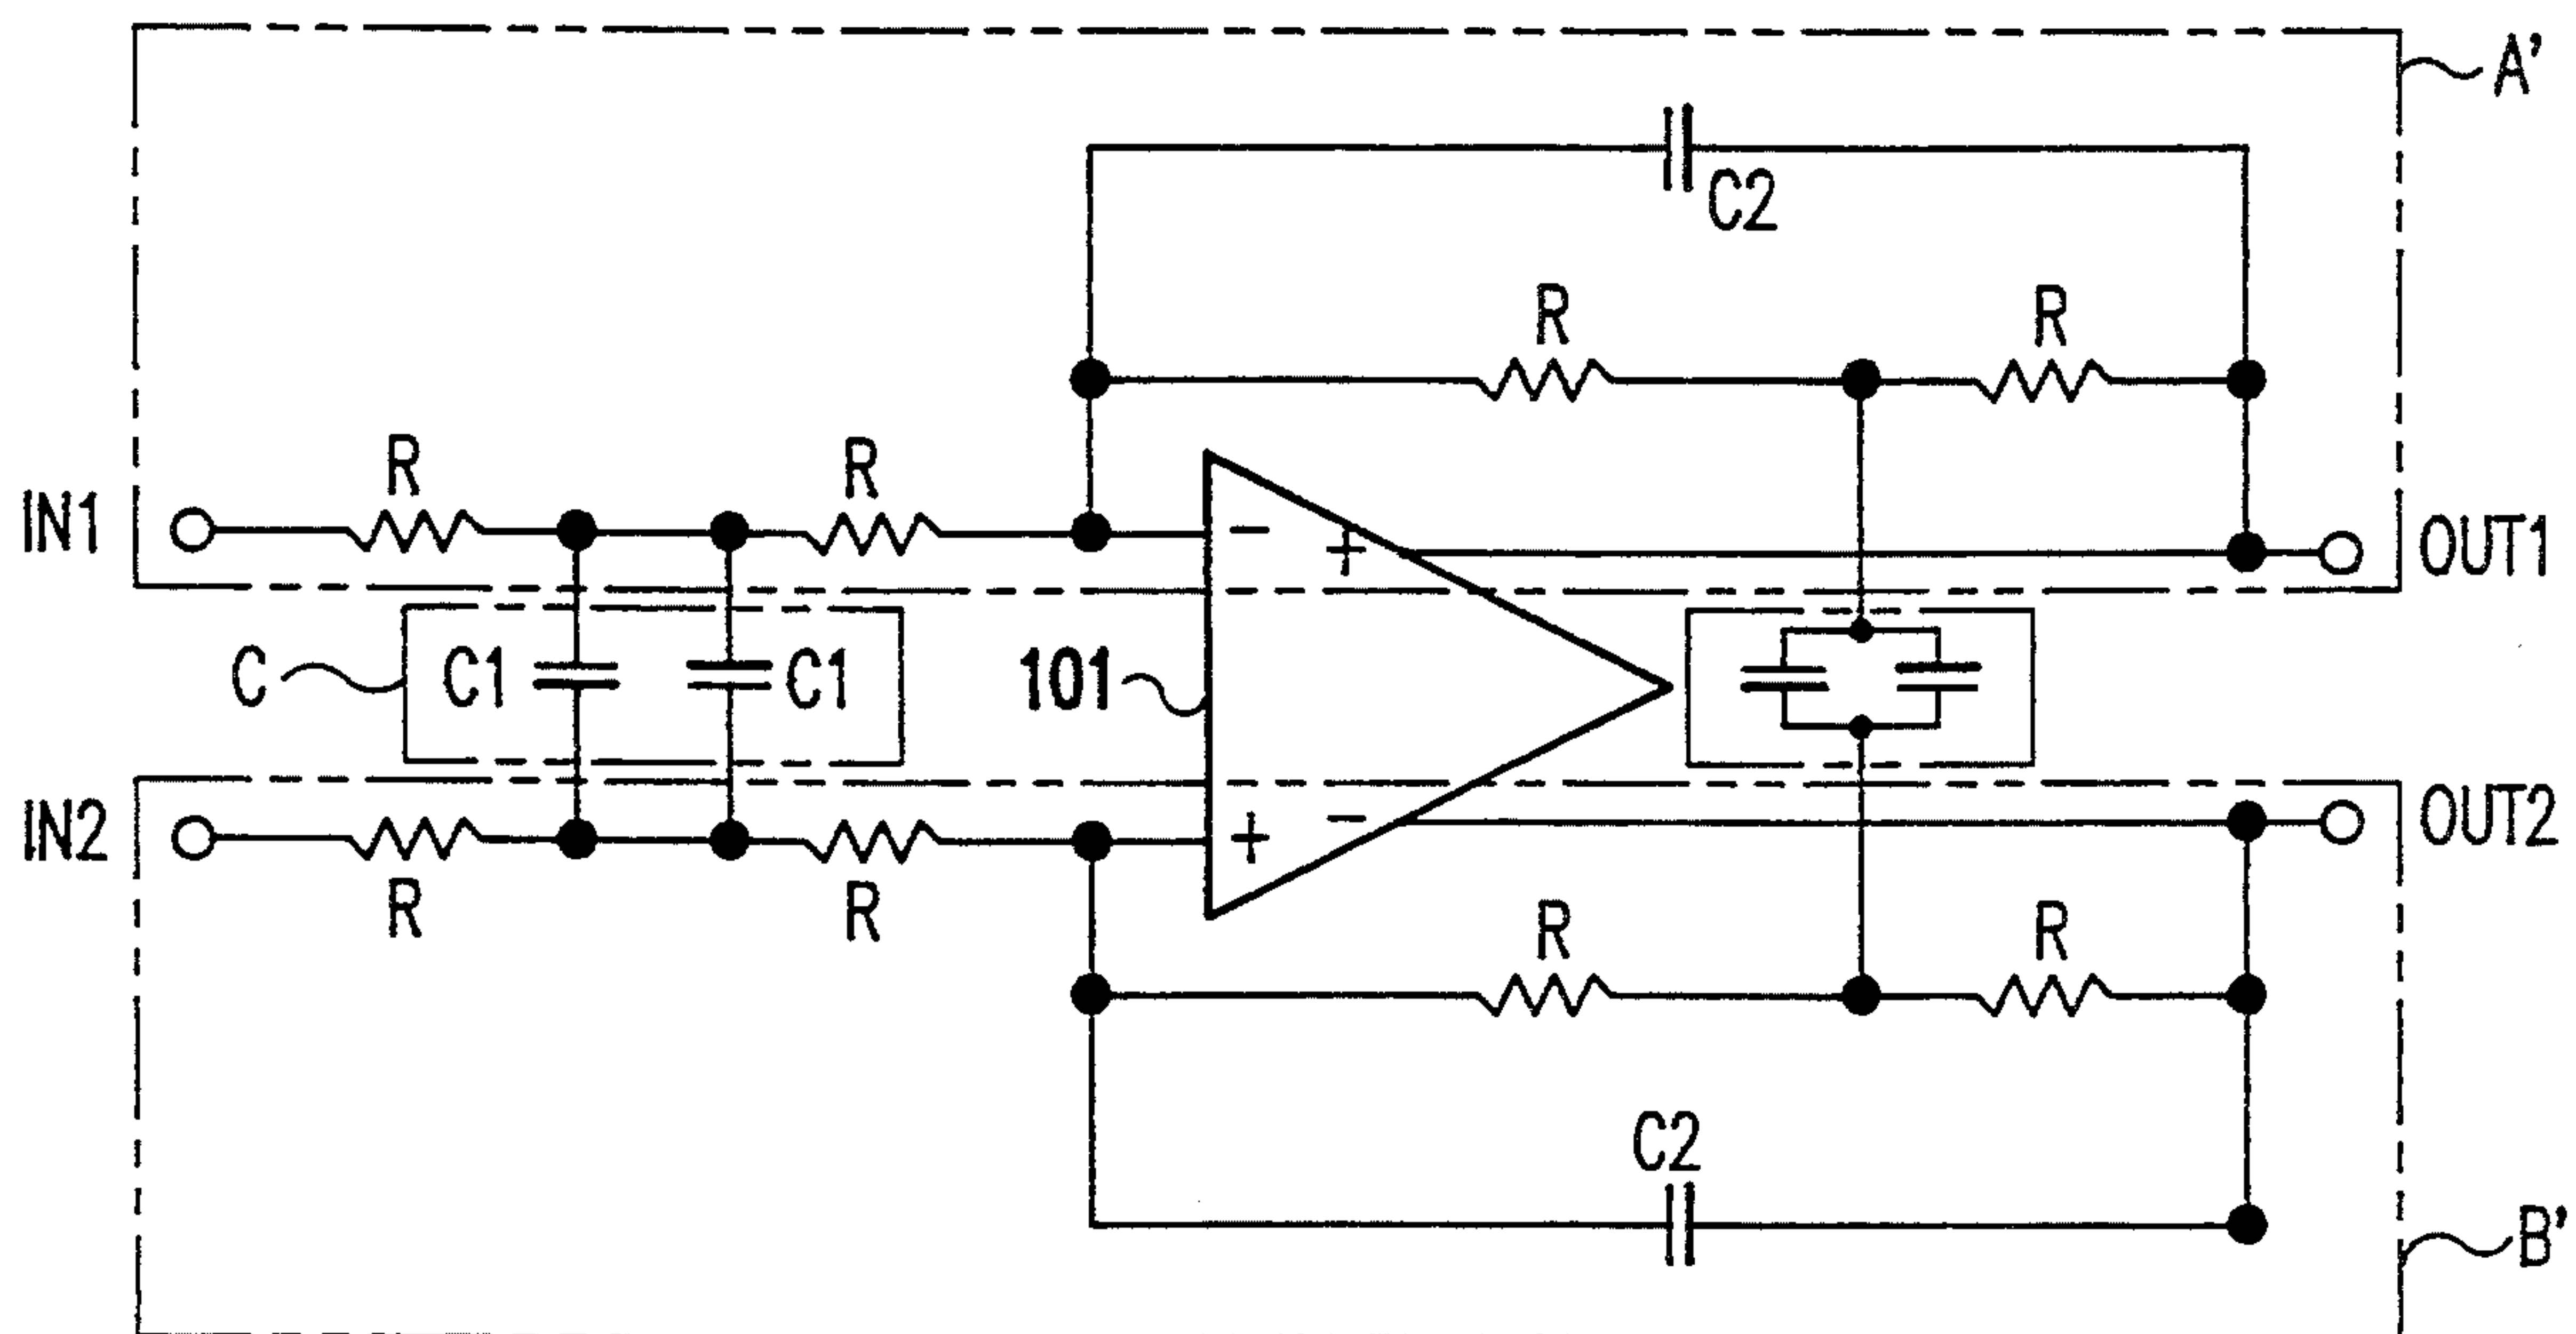 A'
C2
R R
R R
IN1 - + OUT1
C C1 C1 101
IN2 + - OUT2
R R R R
C2
B'